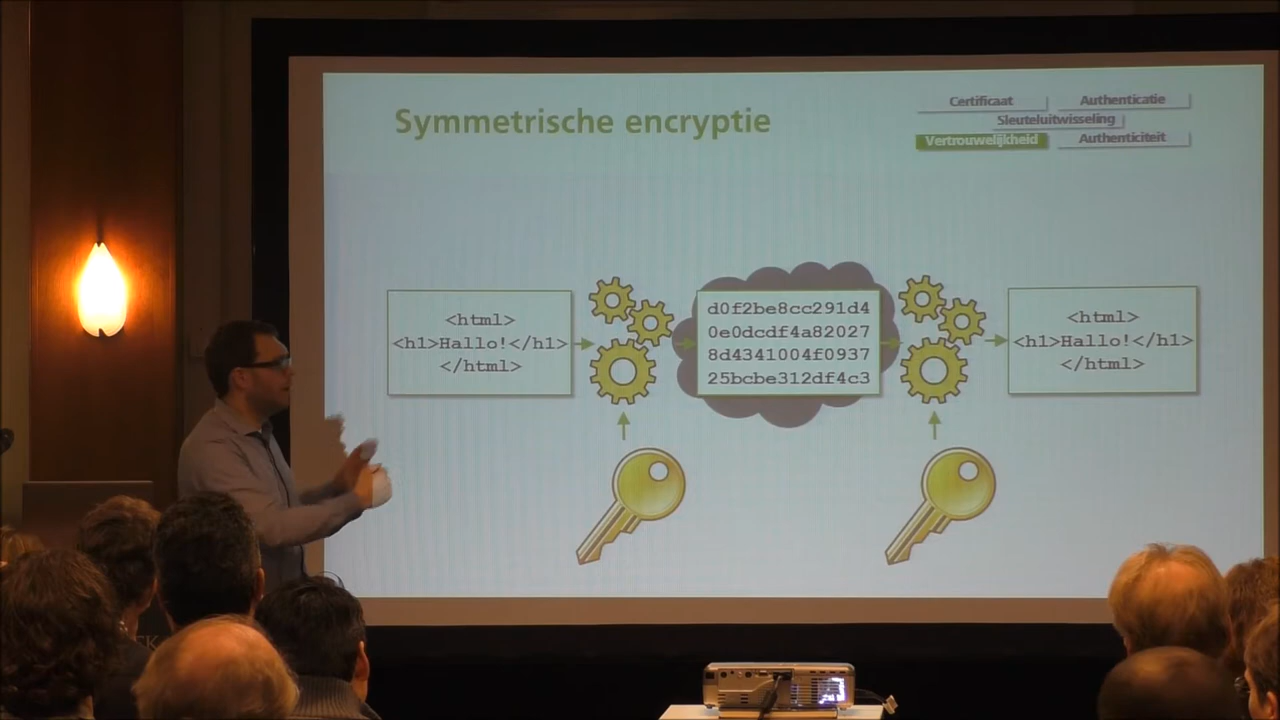 Symmetrische encryptie
Certificaat
Authenticatie
Sleuteluitwisseling
Vertrouwelijkheid
Authenticiteit
<html>
<h1>Hallo!</h1>
</html>
d0f2be8cc291d4
0e0dcdf4a82027
8d4341004f0937
25bcbe312df4c3
<html>
<h1>Hallo!</h1>
</html>